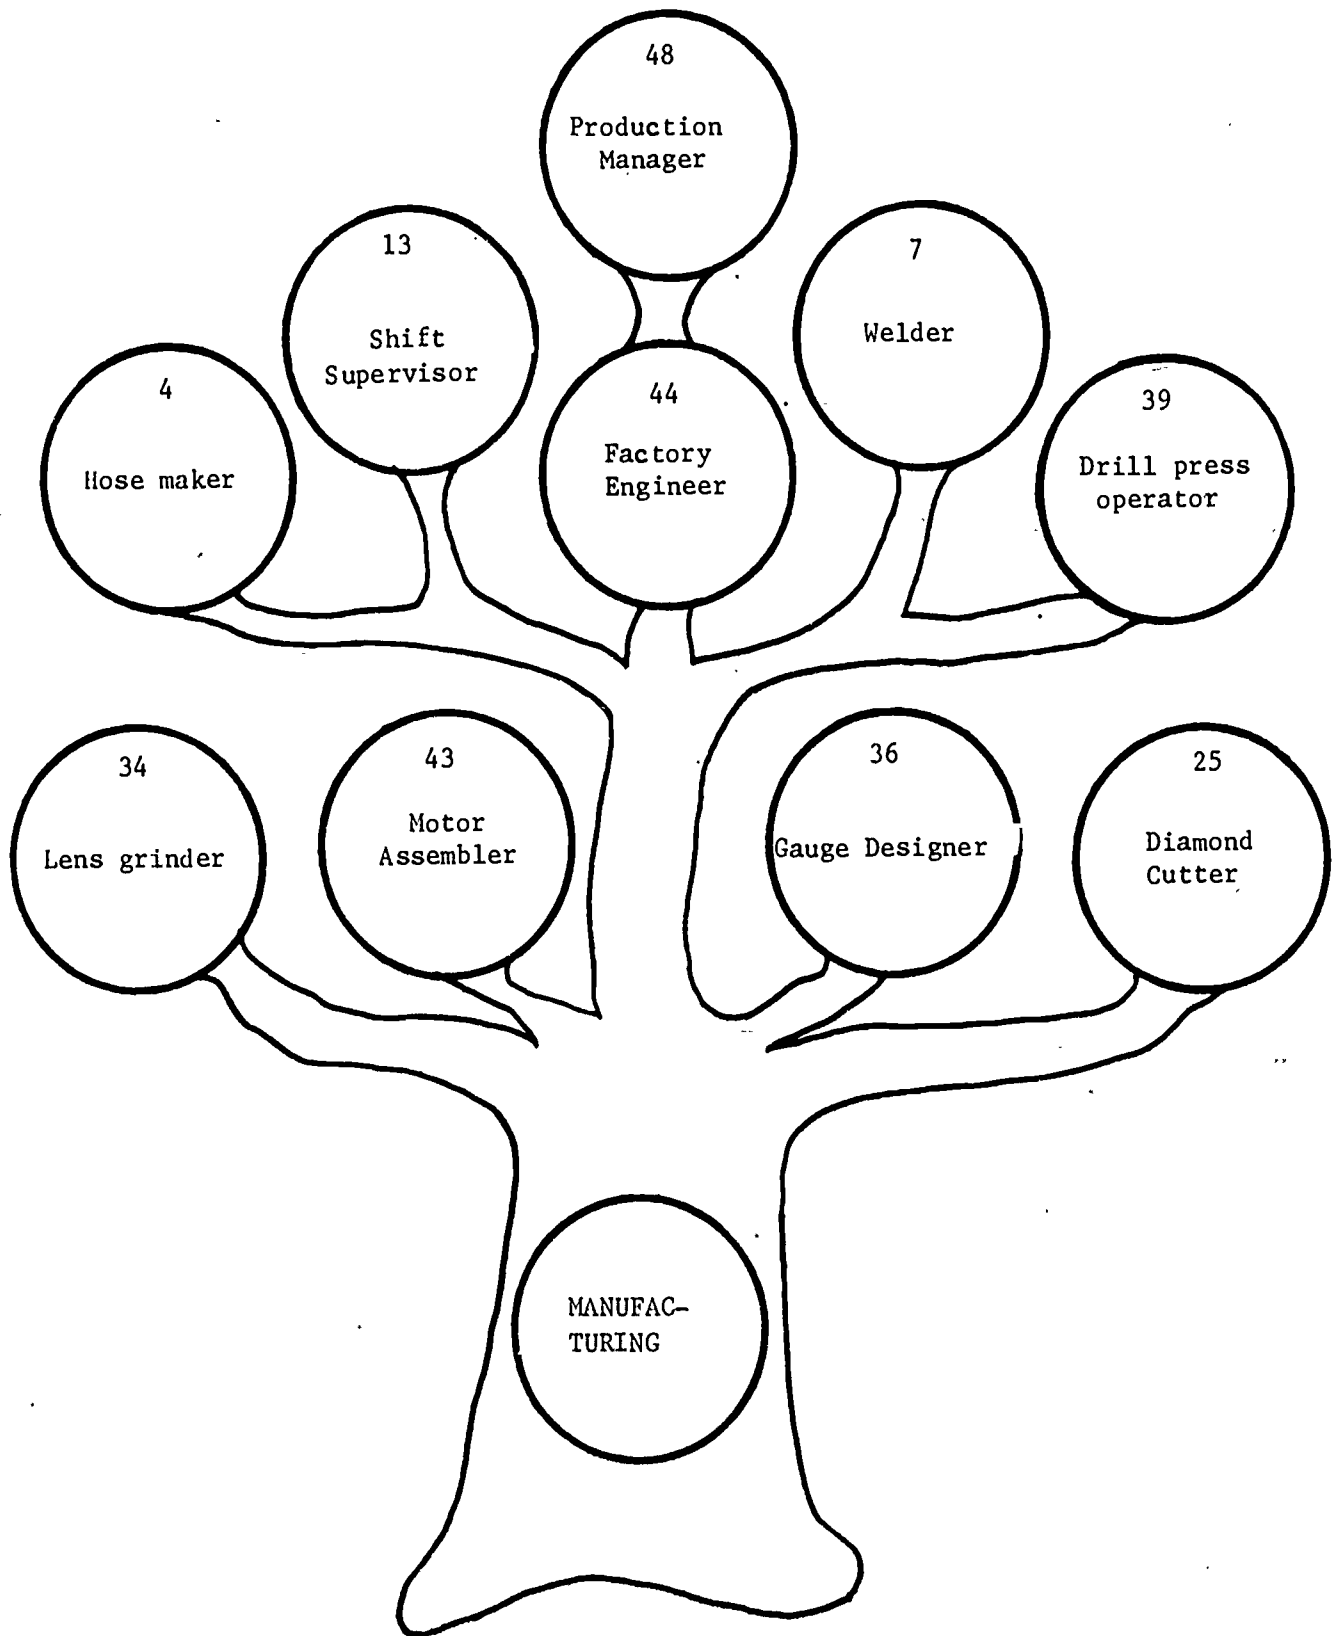 48
Production
Manager
13
Shift
Supervisor
7
Welder
4
Hose maker
44
Factory
Engineer
39
Drill press
operator
34
Lens grinder
43
Motor
Assembler
36
Gauge Designer
25
Diamond
Cutter
MANUFAC-
TURING